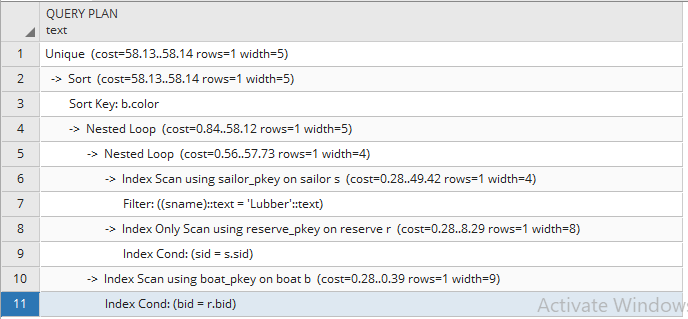 QUERY PLAN
text
1 Unique (cost=58.13..58.14 rows=1 width=5)
2 -> Sort (cost=58.13..58.14 rows=1 width=5)
3 Sort Key: b.color
4 -> Nested Loop (cost=0.84..58.12 rows=1 width=5)
5 -> Nested Loop (cost=0.56..57.73 rows=1 width=4)
6 -> Index Scan using sailor_pkey on sailor s (cost=0.28..49.42 rows=1 width=4)
7 Filter: ((sname)::text = 'Lubber'::text)
8 -> Index Only Scan using reserve_pkey on reserve r (cost=0.28..8.29 rows=1 width=8)
9 Index Cond: (sid = s.sid)
10 -> Index Scan using boat_pkey on boat b (cost=0.28..0.39 rows=1 width=9)
11 Index Cond: (bid = r.bid)
Activate Windows